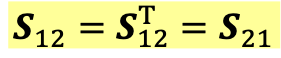 𝑺₁₂ = 𝑺₁₂ᵀ = 𝑺₂₁